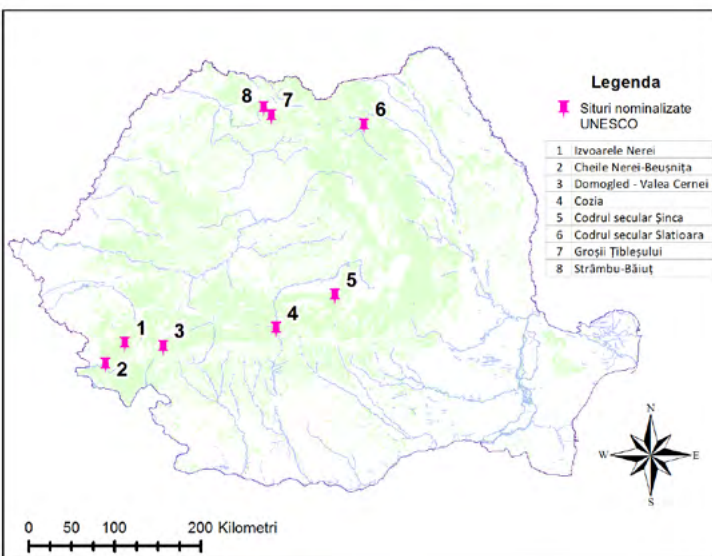 Legenda
Situri nominalizate
UNESCO
1 Izvoarele Nerei
2 Cheile Nerei-Beușnița
3 Domogled - Valea Cernei
4 Cozia
5 Codrul secular Șinca
6 Codrul secular Slatioara
7 Groșii Țibleșului
8 Strâmbu-Băiuț
8
7
6
5
4
1
3
2
N
W
E
S
0 50 100 200 Kilometri